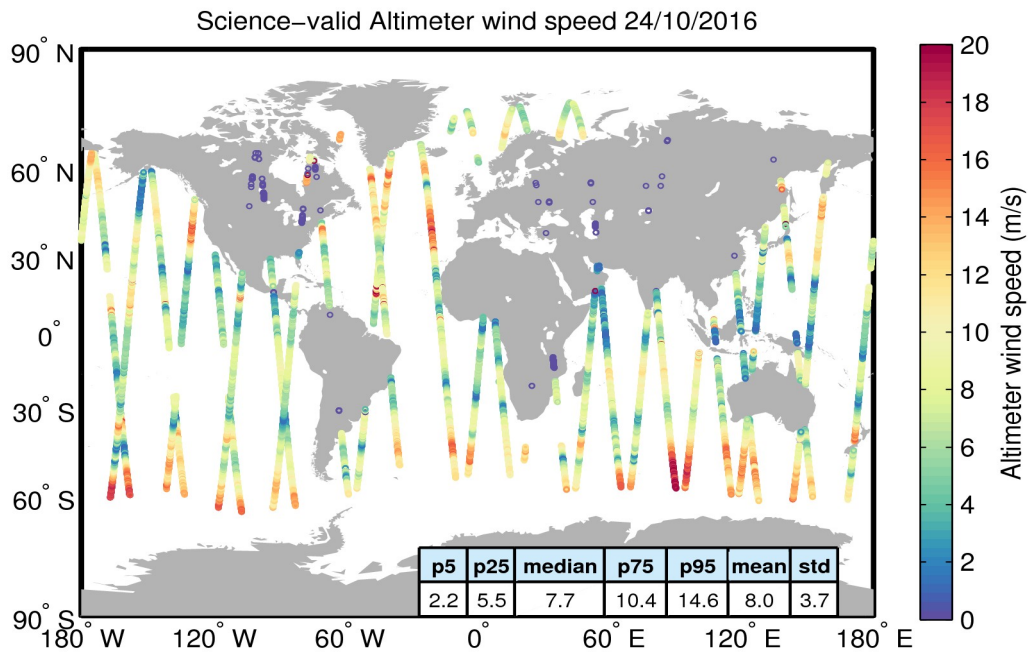 Science−valid Altimeter wind speed 24/10/2016
90° N
60° N
30° N
0°
30° S
60° S
90° S
180° W
120° W
60° W
0°
60° E
120° E
180° E
p5 p25 median p75 p95 mean std
2.2 5.5 7.7 10.4 14.6 8.0 3.7
20
18
16
14
12
10
8
6
4
2
0
Altimeter wind speed (m/s)